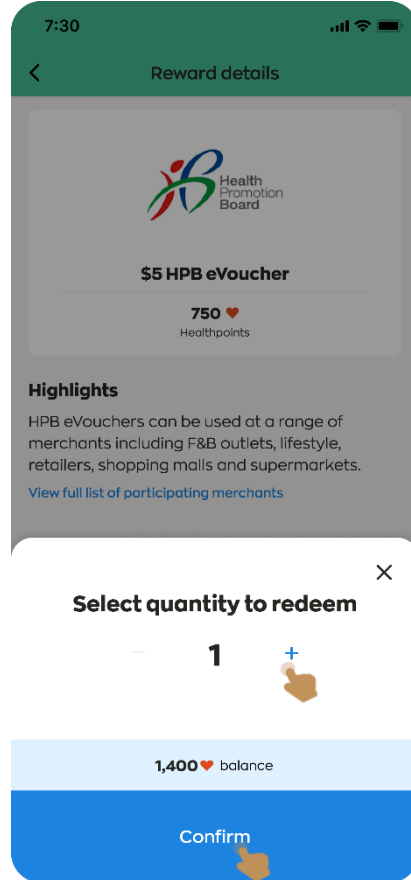 7:30
Reward details
Health
Promotion
Board
$5 HPB eVoucher
750
Healthpoints
Highlights
HPB eVouchers can be used at a range of
merchants including F&B outlets, lifestyle,
retailers, shopping malls and supermarkets.
View full list of participating merchants
Select quantity to redeem
1
1,400 balance
Confirm